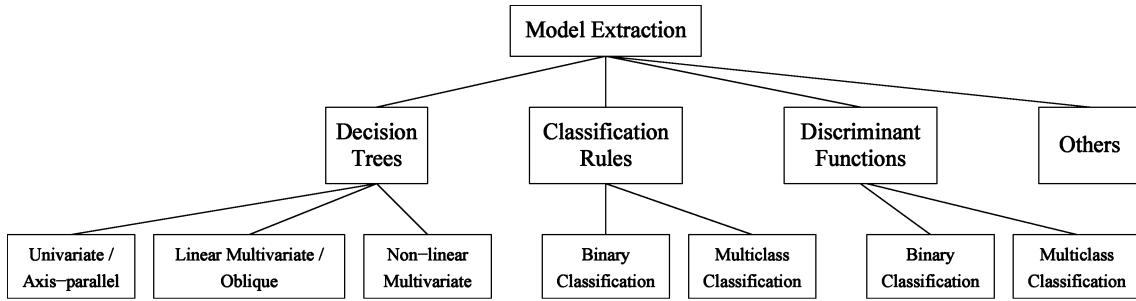 Model Extraction
Decision
Trees
Classification
Rules
Discriminant
Functions
Others
Univariate /
Axis−parallel
Linear Multivariate /
Oblique
Non−linear
Multivariate
Binary
Classification
Multiclass
Classification
Binary
Classification
Multiclass
Classification